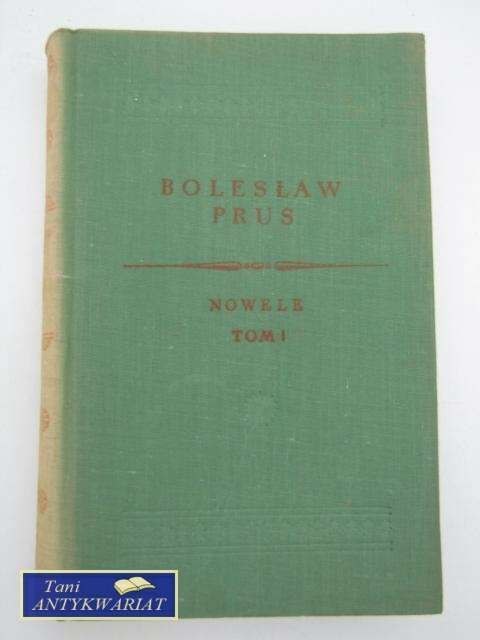 BOLESŁAW
PRUS
NOWELE
TOM I
Tani
ANTYKWARIAT